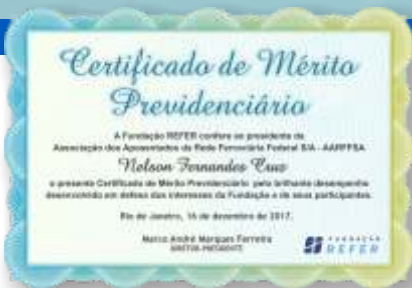 Certificado de Mérito
Previdenciário
A Fundação REFER confere ao presidente da
Associação dos Aposentados da Rede Ferroviária Federal S/A - AARFFSA
Nelson Fernandes Cruz
o presente Certificado de Mérito Previdenciário pelo brilhante desempenho
desenvolvido em defesa dos interesses da Fundação e de seus participantes.
Rio de Janeiro, 16 de dezembro de 2017.
Marco André Marques Ferreira
DIRETOR-PRESIDENTE
FUNDAÇÃO
REFER